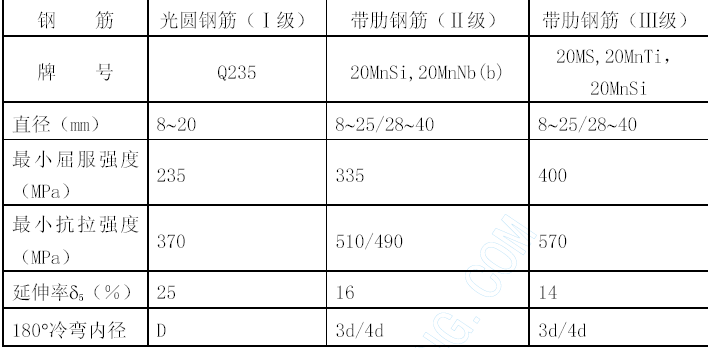 钢 筋 光圆钢筋（Ⅰ级） 带肋钢筋（Ⅱ级） 带肋钢筋（Ⅲ级）
牌 号 Q235 20MnSi,20MnNb(b) 20MS,20MnTi,
20MnSi
直径（mm） 8~20 8~25/28~40 8~25/28~40
最小屈服强度
（MPa） 235 335 400
最小抗拉强度
（MPa） 370 510/490 570
延伸率δ₅（％） 25 16 14
180°冷弯内径 D 3d/4d 3d/4d
NG.COM